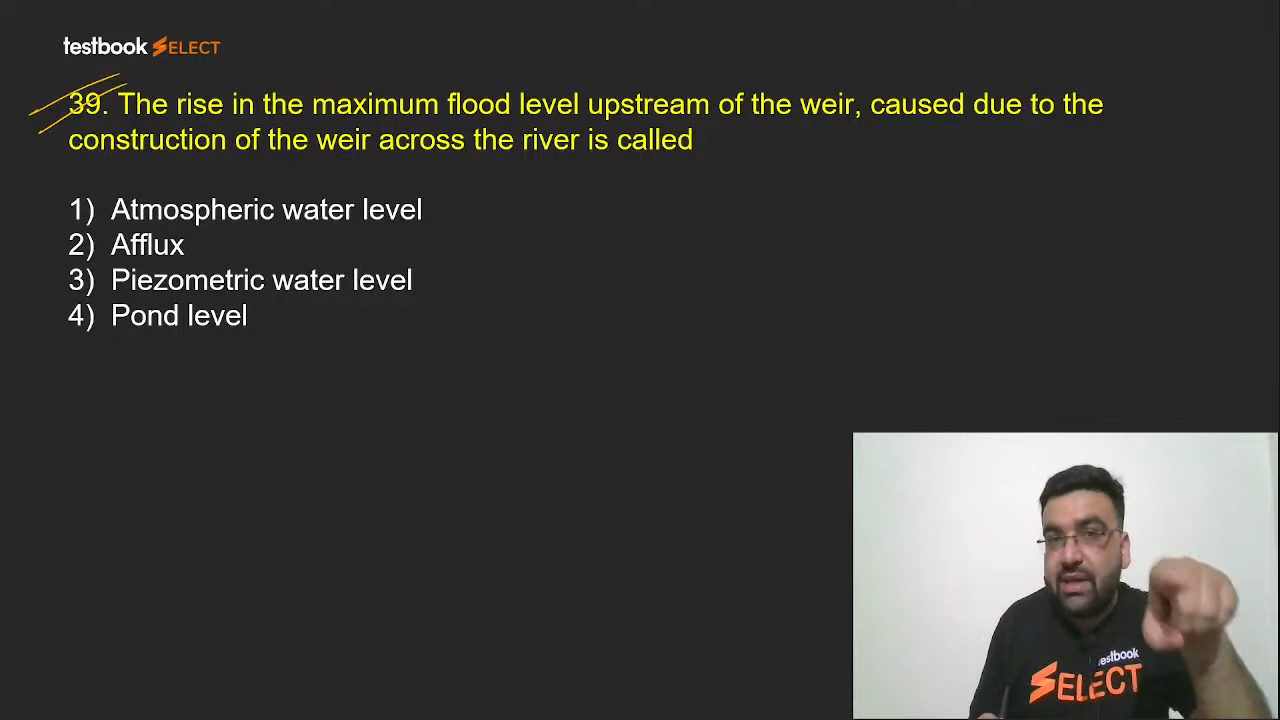 testbook SELECT
39. The rise in the maximum flood level upstream of the weir, caused due to the
construction of the weir across the river is called
1) Atmospheric water level
2) Afflux
3) Piezometric water level
4) Pond level
testbook
SELECT